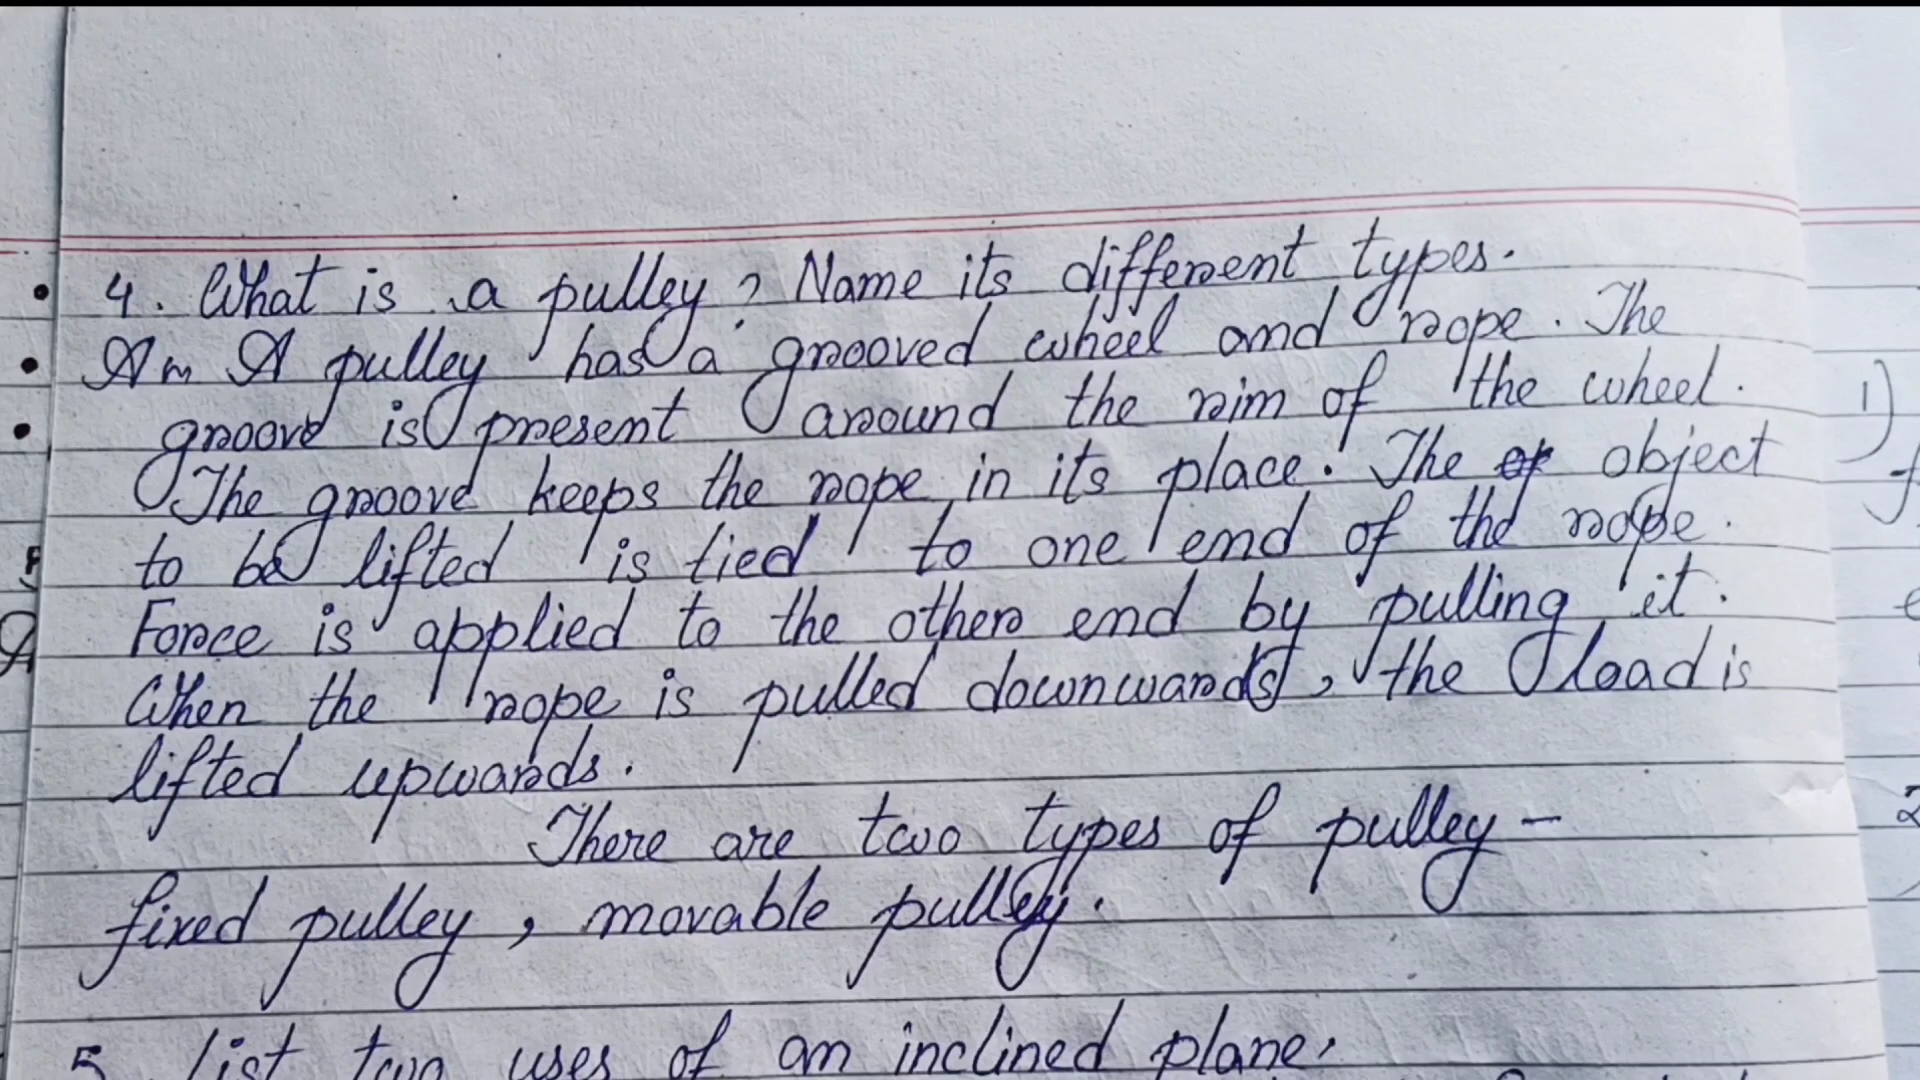 4. What is a pulley? Name its different types.
Ans A pulley has a grooved wheel and rope. The
groove is present around the rim of the wheel.
The groove keeps the rope in its place. The object
to be lifted is tied to one end of the rope.
Force is applied to the other end by pulling it.
When the rope is pulled downwards, the load is
lifted upwards.
There are two types of pulley -
fixed pulley, movable pulley.
5. List two uses of an inclined plane.
1)